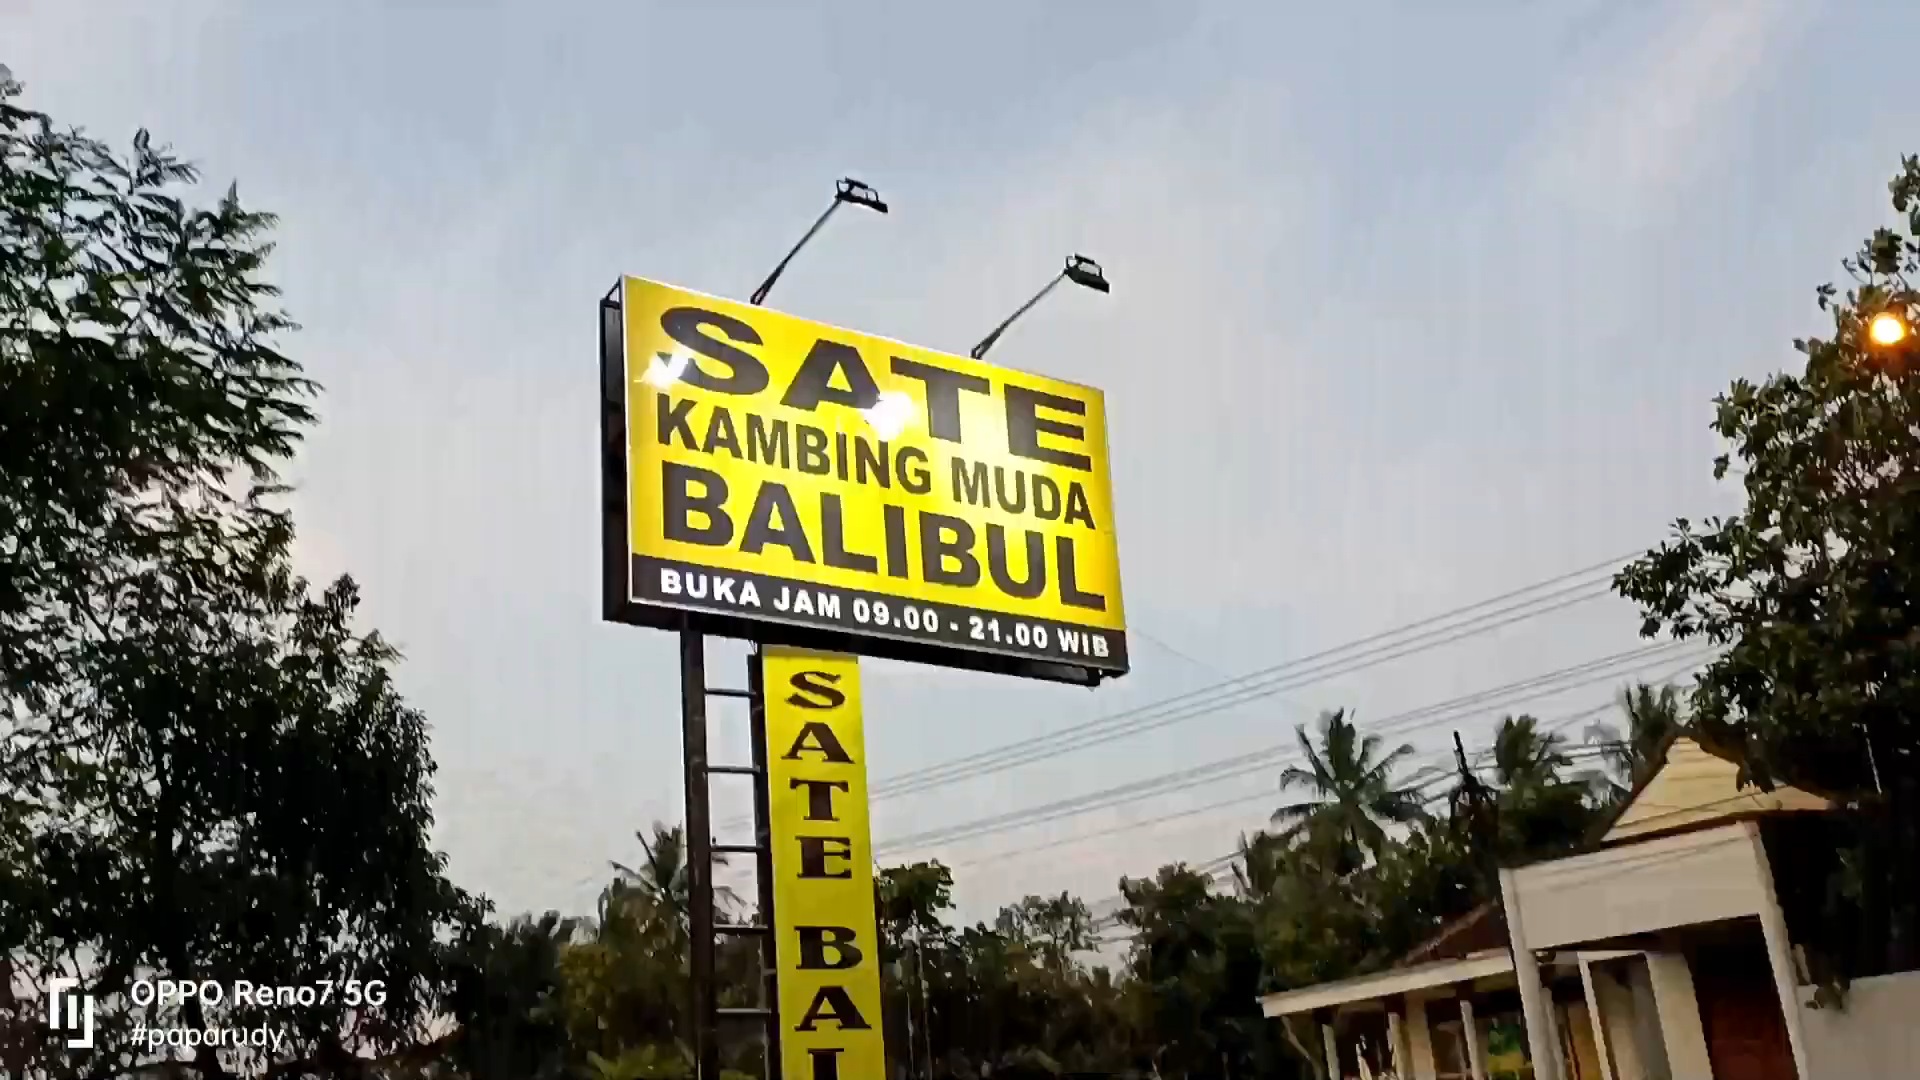 SATE
KAMBING MUDA
BALIBUL
BUKA JAM 09.00 - 21.00 WIB
SATE BA
OPPO Reno7 5G
#paparudy